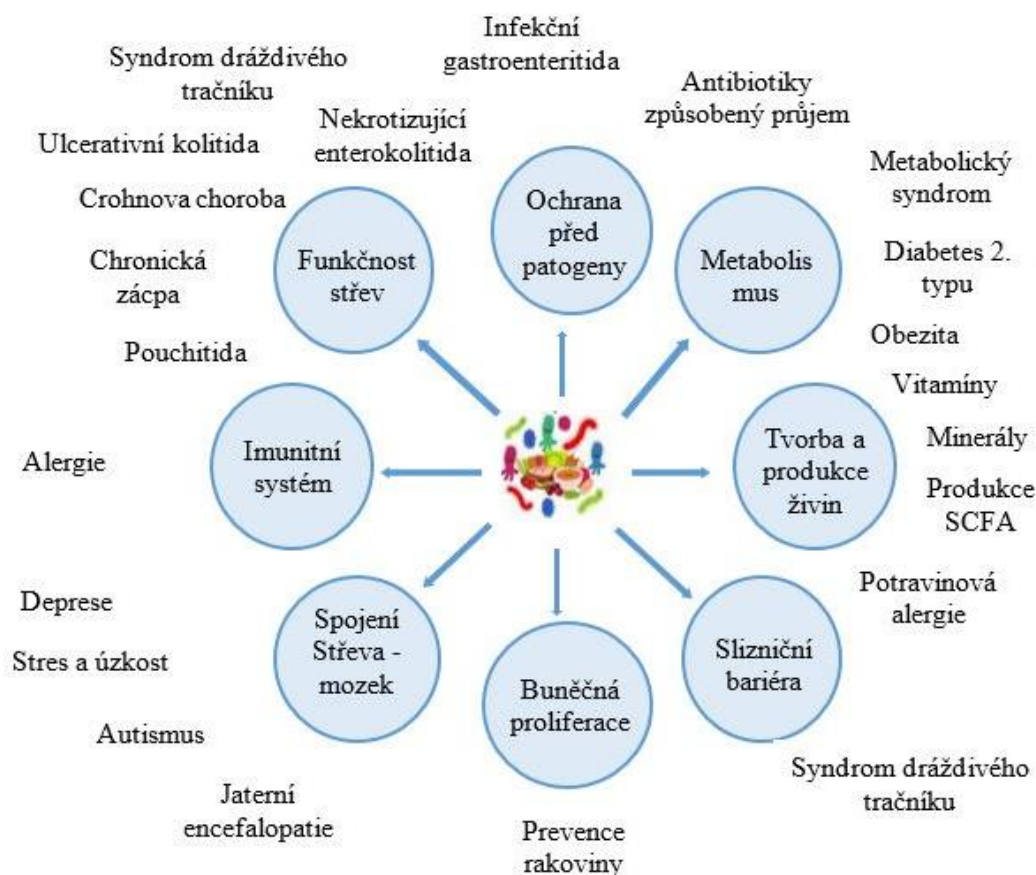 Infekční
gastroenteritida
Syndrom dráždivého
tračníku
Antibiotiky
způsobený průjem
Nekrotizující
enterokolitida
Ulcerativní kolitida
Crohnova choroba
Chronická
zácpa
Pouchitida
Funkčnost
střev
Ochrana
před
patogeny
Metabolis
mus
Metabolický
syndrom
Diabetes 2.
typu
Obezita
Vitamíny
Minerály
Produkce
SCFA
Tvorba a
produkce
živin
Imunitní
systém
Alergie
Deprese
Stres a úzkost
Autismus
Jaterní
encefalopatie
Spojení
Střeva -
mozek
Buněčná
proliferace
Prevence
rakoviny
Slizniční
bariéra
Potravinová
alergie
Syndrom dráždivého
tračníku